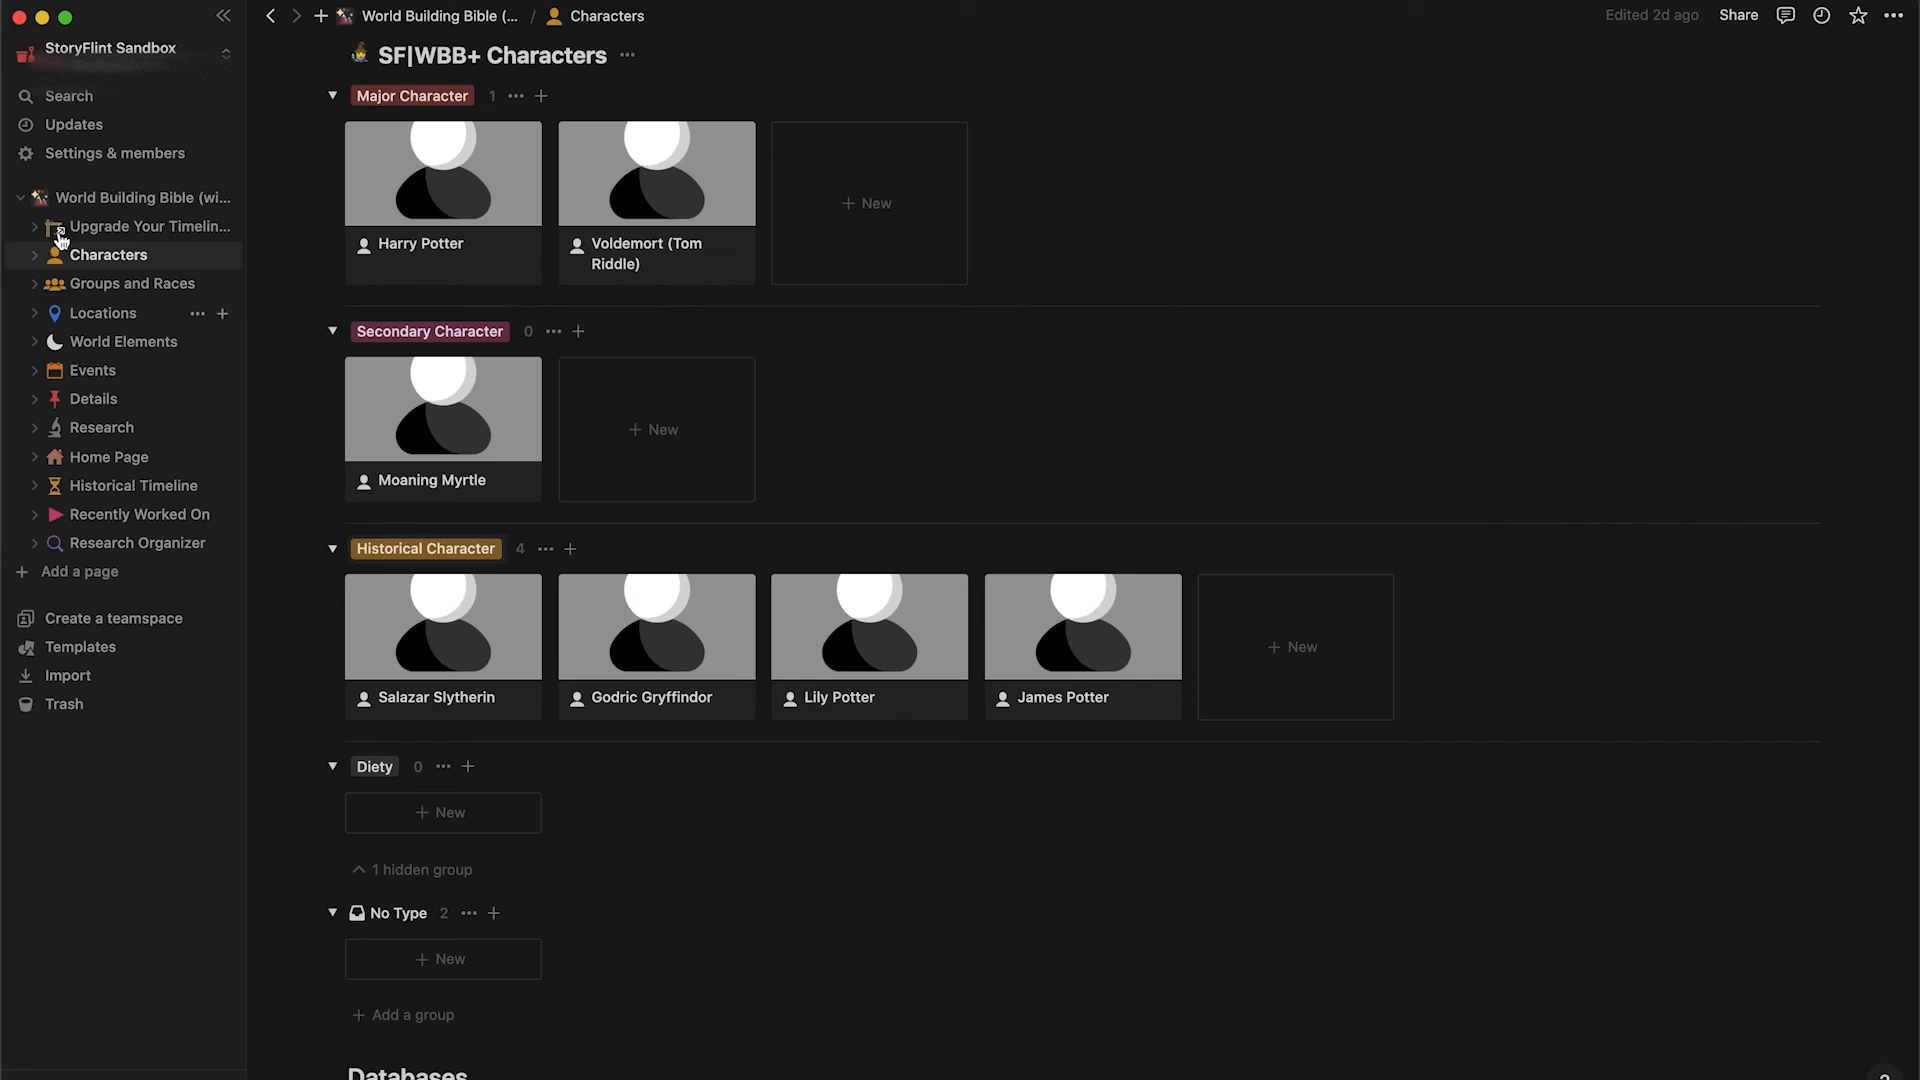 World Building Bible (... / Characters
Edited 2d ago
Share
StoryFlint Sandbox
Search
Updates
Settings & members
World Building Bible (wi...
Upgrade Your Timelin...
Characters
Groups and Races
Locations
World Elements
Events
Details
Research
Home Page
Historical Timeline
Recently Worked On
Research Organizer
Add a page
Create a teamspace
Templates
Import
Trash
SF|WBB+ Characters
Major Character 1
Harry Potter
Voldemort (Tom
Riddle)
New
Secondary Character 0
Moaning Myrtle
New
Historical Character 4
Salazar Slytherin
Godric Gryffindor
Lily Potter
James Potter
New
Diety 0
New
1 hidden group
No Type 2
New
Add a group
Databases